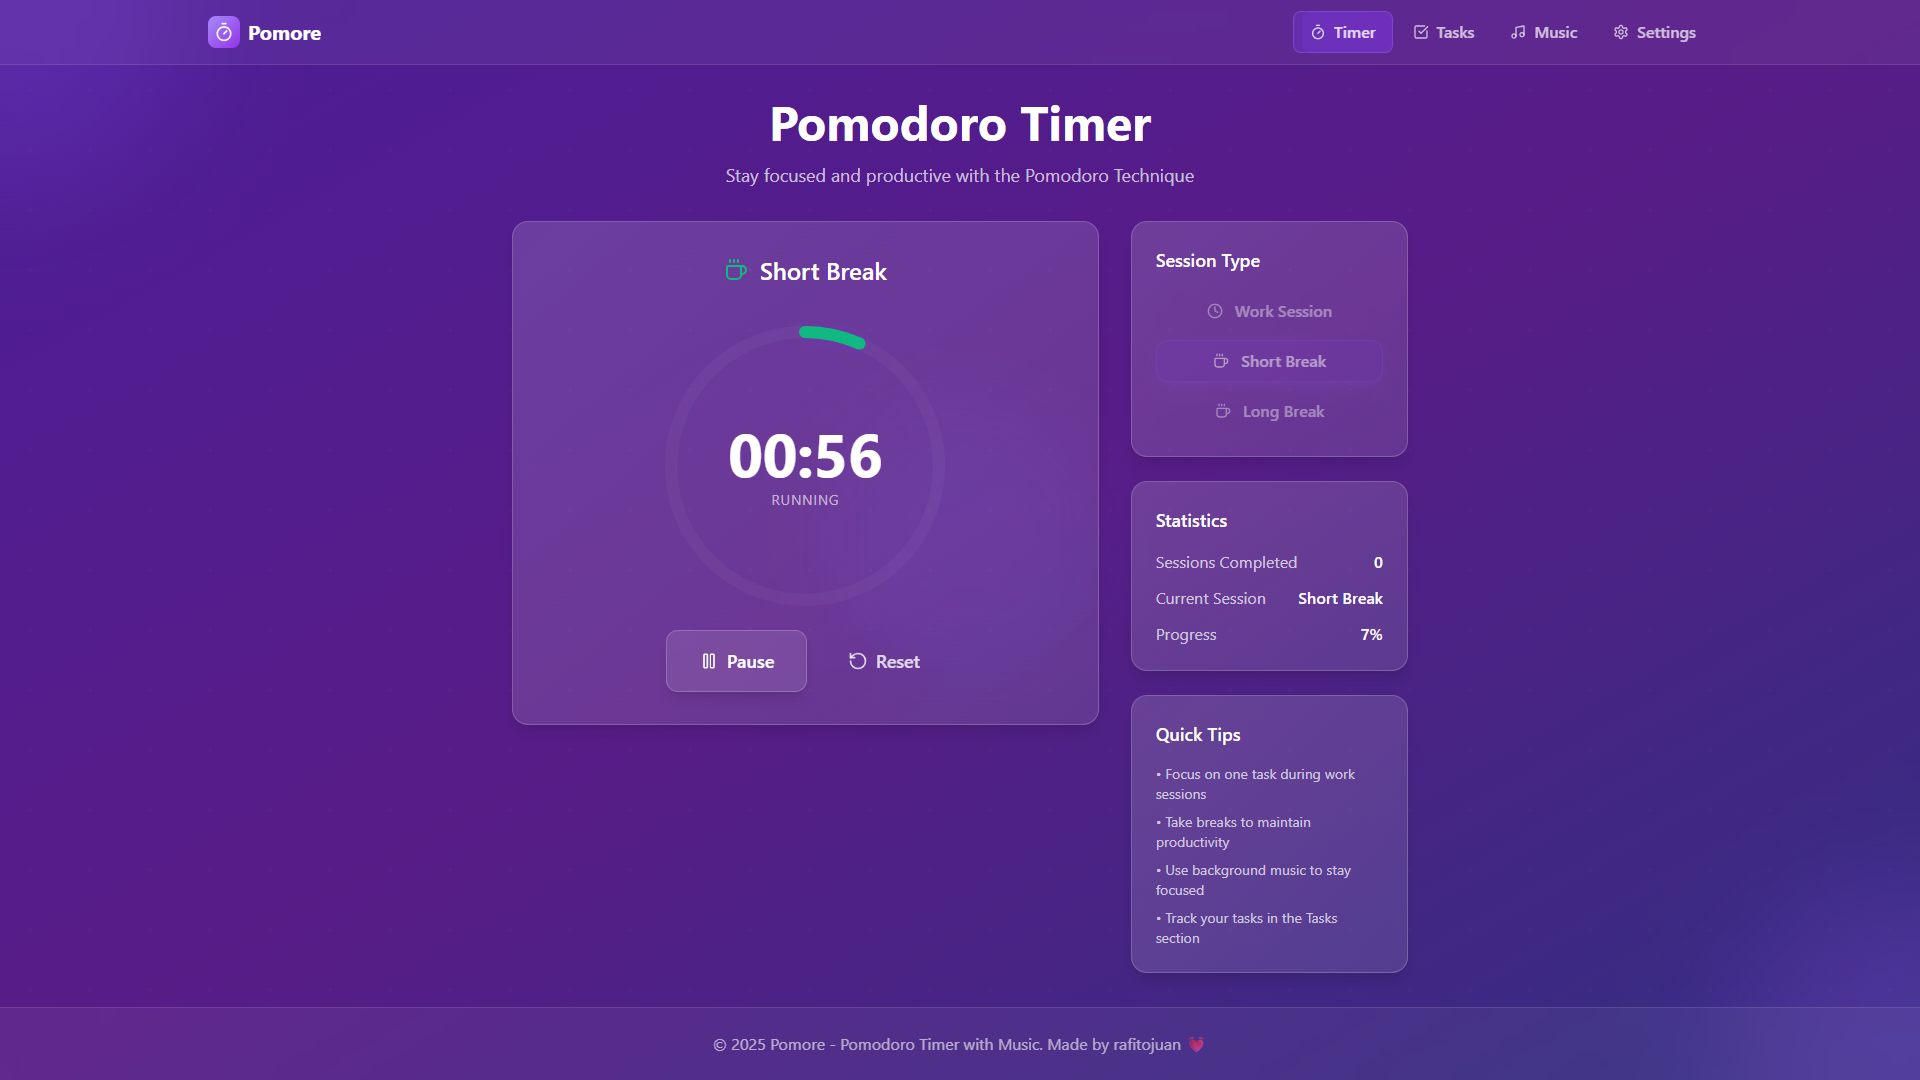 Pomore
Timer
Tasks
Music
Settings
Pomodoro Timer
Stay focused and productive with the Pomodoro Technique
Short Break
00:56
RUNNING
Pause
Reset
Session Type
Work Session
Short Break
Long Break
Statistics
Sessions Completed 0
Current Session Short Break
Progress 7%
Quick Tips
• Focus on one task during work
sessions
• Take breaks to maintain
productivity
• Use background music to stay
focused
• Track your tasks in the Tasks
section
© 2025 Pomore - Pomodoro Timer with Music. Made by rafitojuan 💓